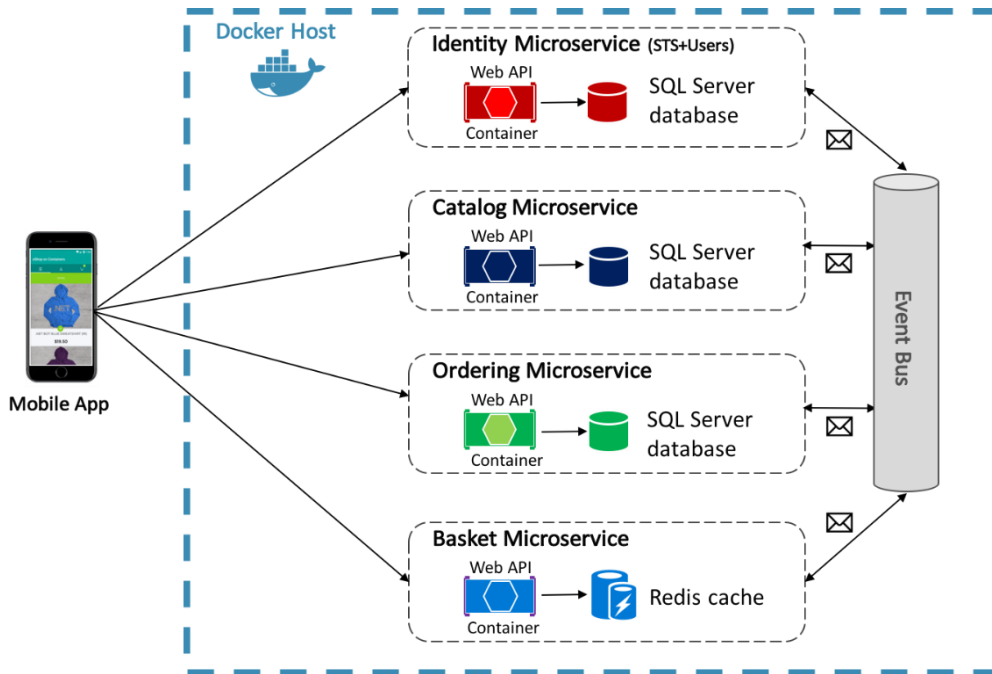 Docker Host
Identity Microservice (STS+Users)
Web API
Container
SQL Server
database
Catalog Microservice
Web API
Container
SQL Server
database
Mobile App
Ordering Microservice
Web API
Container
SQL Server
database
Basket Microservice
Web API
Container
Redis cache
Event Bus